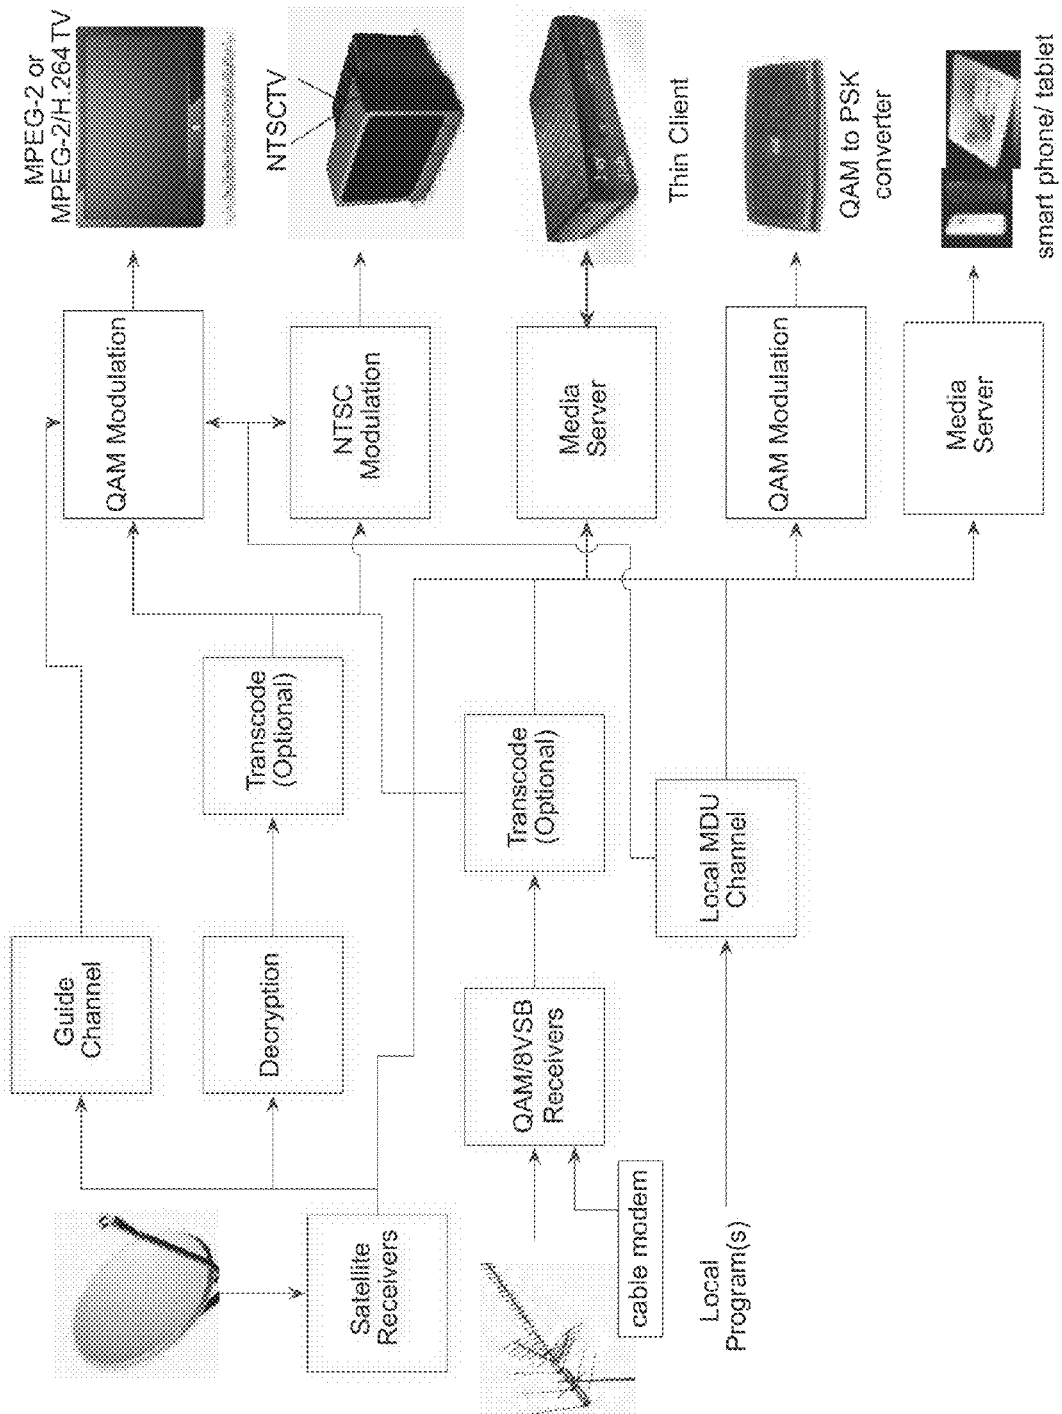 MPEG-2 or
MPEG-2/H.264 TV
NTSCTV
Thin Client
QAM to PSK
converter
smart phone/ tablet
QAM Modulation
NTSC
Modulation
Media
Server
QAM Modulation
Media
Server
Transcode
(Optional)
Transcode
(Optional)
Local MDU
Channel
Guide
Channel
Decryption
QAM/8VSB
Receivers
Satellite
Receivers
cable modem
Local
Program(s)